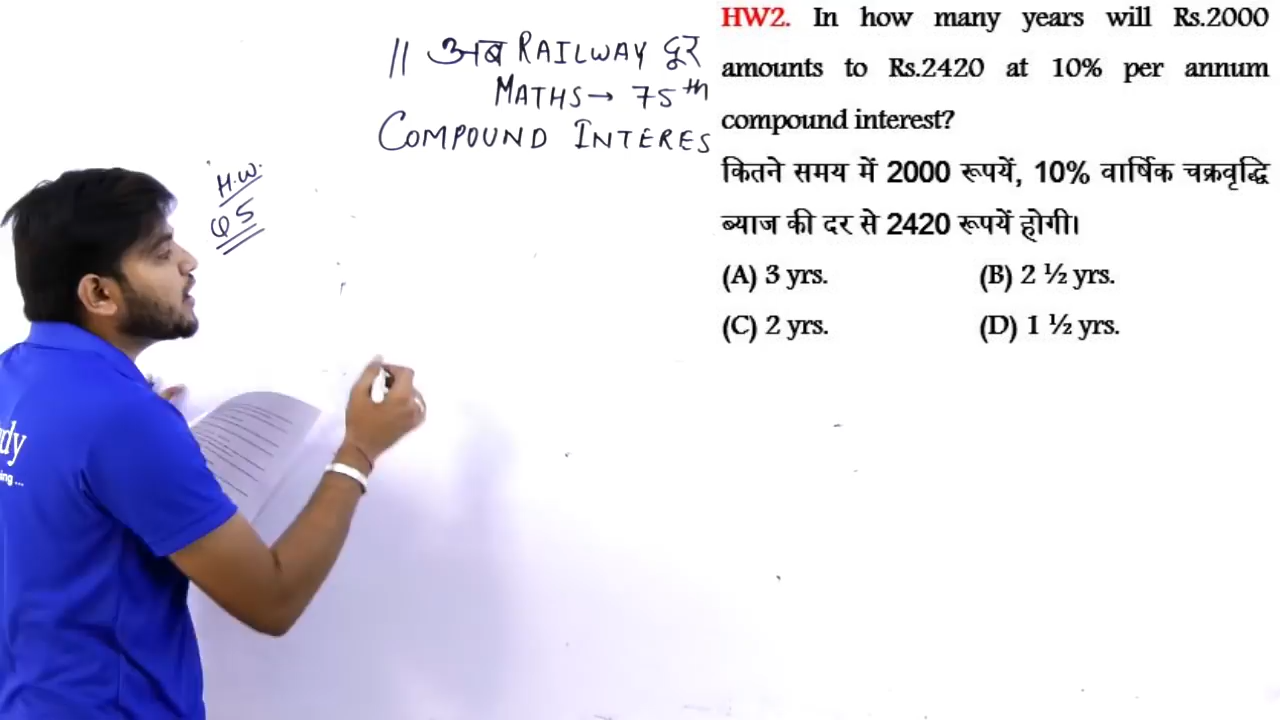 || अब RAILWAY दूर
MATHS → 75th
COMPOUND INTERES
H.W.
Q5
HW2. In how many years will Rs.2000
amounts to Rs.2420 at 10% per annum
compound interest?
कितने समय में 2000 रूपयें, 10% वार्षिक चक्रवृद्धि
ब्याज की दर से 2420 रूपयें होगी।
(A) 3 yrs. (B) 2 ½ yrs.
(C) 2 yrs. (D) 1 ½ yrs.
dy
ing ...